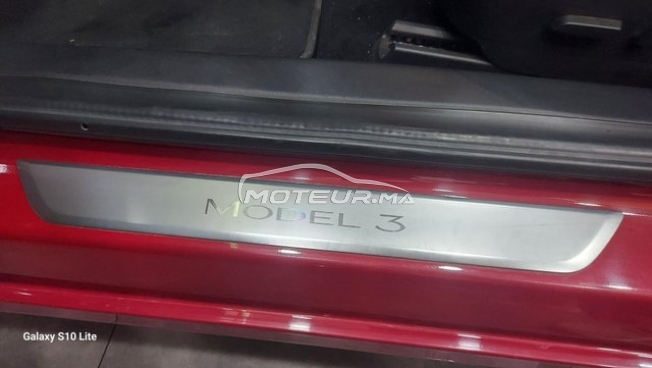 MOTEUR.MA
MODEL 3
Galaxy S10 Lite